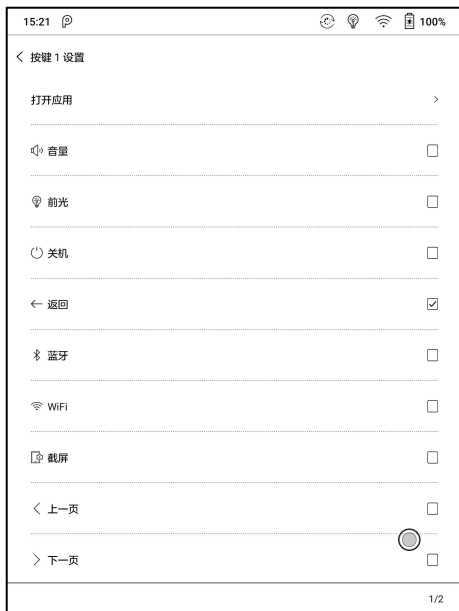 15:21 100%
按键 1 设置
打开应用
音量
前光
关机
返回
蓝牙
WiFi
截屏
上一页
下一页
1/2